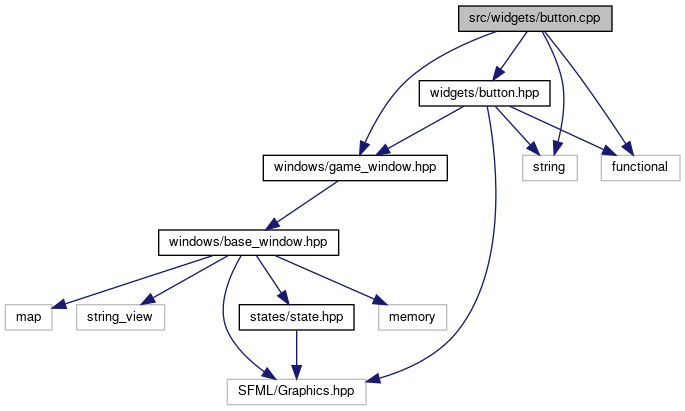 src/widgets/button.cpp
widgets/button.hpp
windows/game_window.hpp
string
functional
windows/base_window.hpp
map
string_view
states/state.hpp
memory
SFML/Graphics.hpp